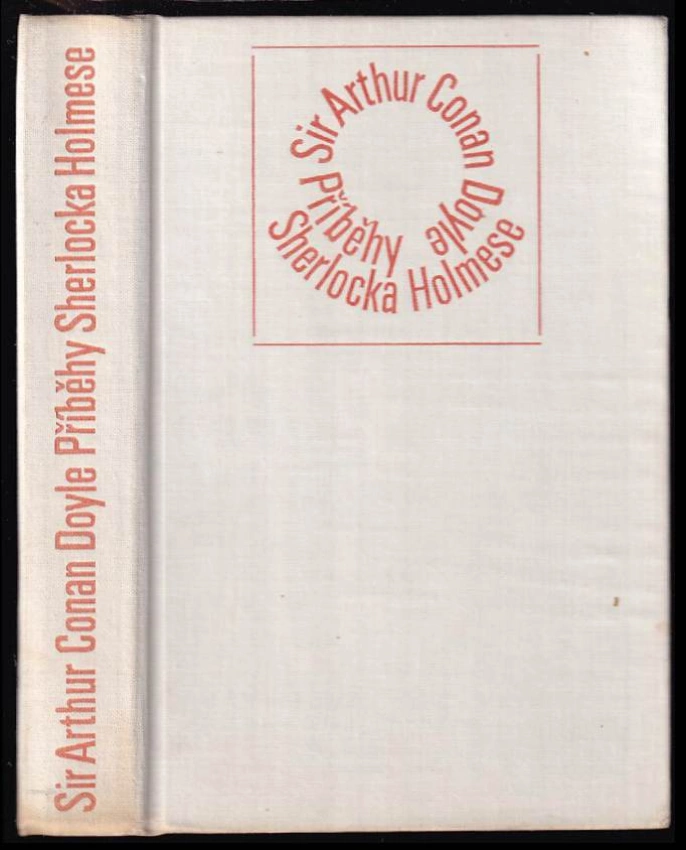 Sir Arthur Conan Doyle Příběhy Sherlocka Holmese
Sir Arthur Conan Doyle
Příběhy
Sherlocka Holmese